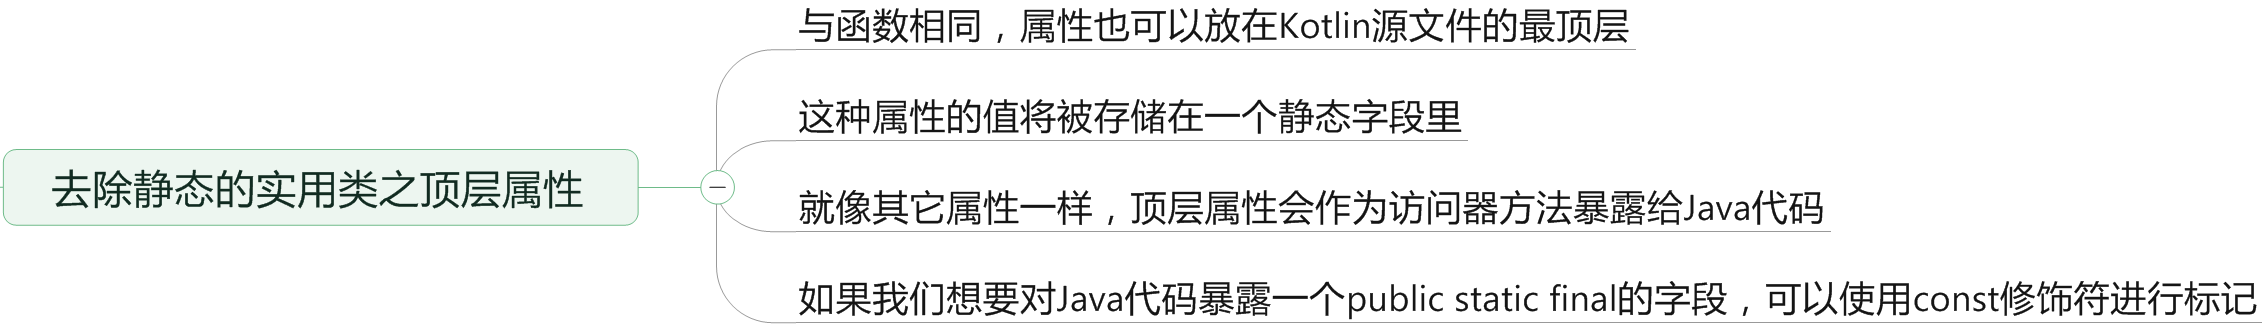 去除静态的实用类之顶层属性
与函数相同，属性也可以放在Kotlin源文件的最顶层
这种属性的值将被存储在一个静态字段里
就像其它属性一样，顶层属性会作为访问器方法暴露给Java代码
如果我们想要对Java代码暴露一个public static final的字段，可以使用const修饰符进行标记